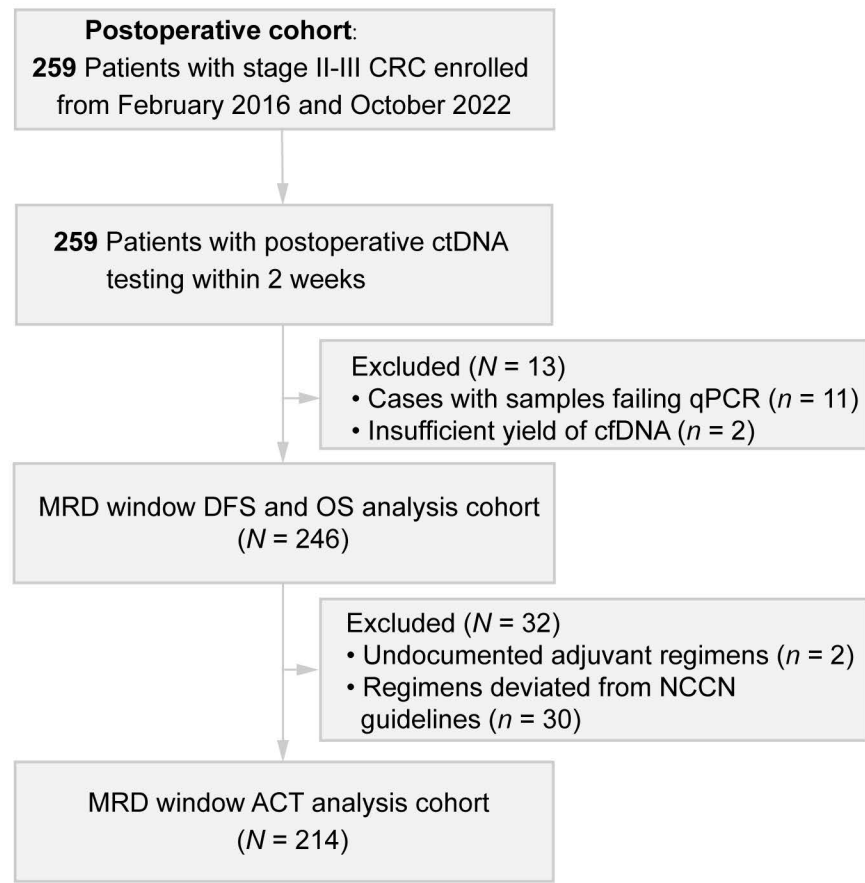 Postoperative cohort:
259 Patients with stage II-III CRC enrolled
from February 2016 and October 2022
259 Patients with postoperative ctDNA
testing within 2 weeks
Excluded (N = 13)
• Cases with samples failing qPCR (n = 11)
• Insufficient yield of cfDNA (n = 2)
MRD window DFS and OS analysis cohort
(N = 246)
Excluded (N = 32)
• Undocumented adjuvant regimens (n = 2)
• Regimens deviated from NCCN
guidelines (n = 30)
MRD window ACT analysis cohort
(N = 214)